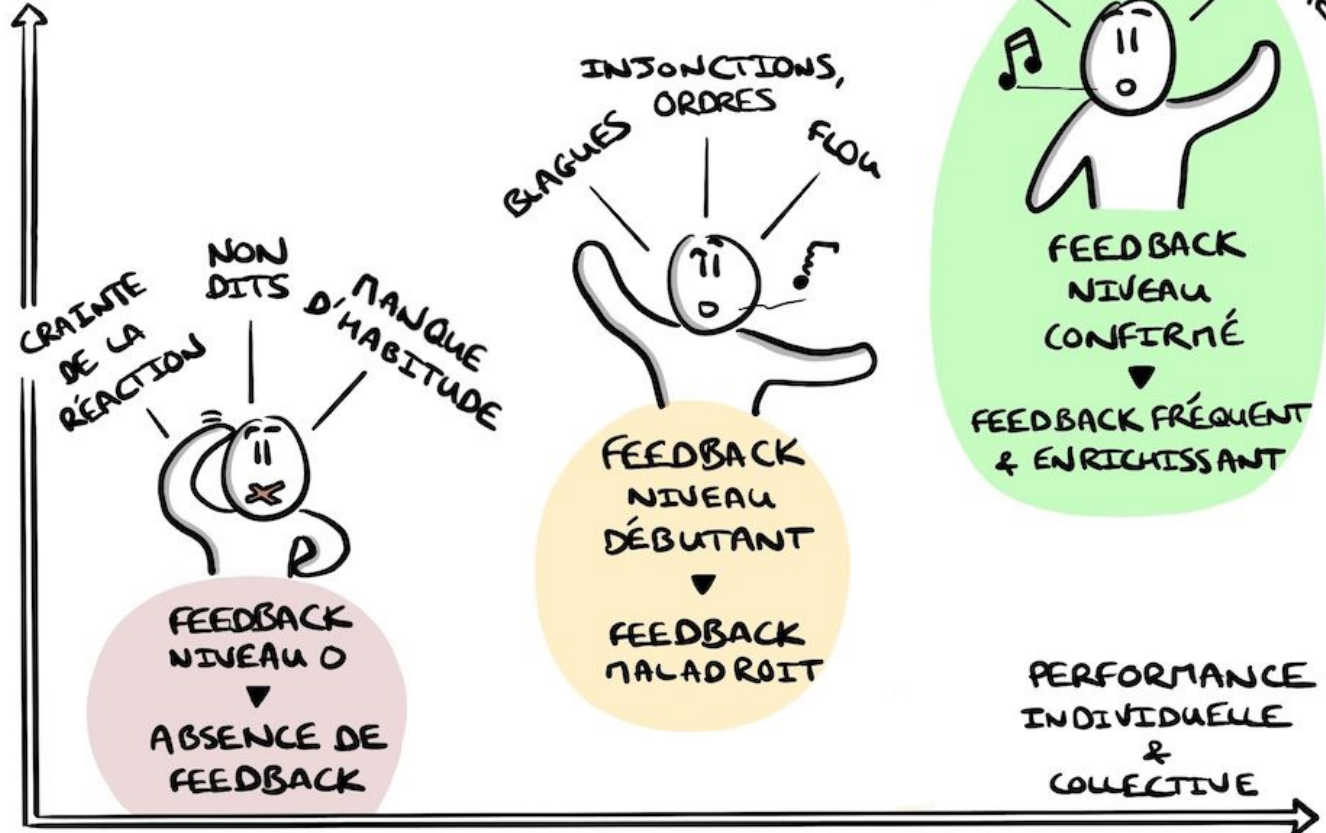 CRAINTE
DE LA
RÉACTION
NON
DITS
MANQUE
D'HABITUDE
FEEDBACK
NIVEAU 0
▼
ABSENCE DE
FEEDBACK
BLAGUES
INJONCTIONS,
ORDRES
FLOU
FEEDBACK
NIVEAU
DÉBUTANT
▼
FEEDBACK
MALADROIT
FEEDBACK
NIVEAU
CONFIRMÉ
▼
FEEDBACK FRÉQUENT
& ENRICHISSANT
PERFORMANCE
INDIVIDUELLE
&
COLLECTIVE